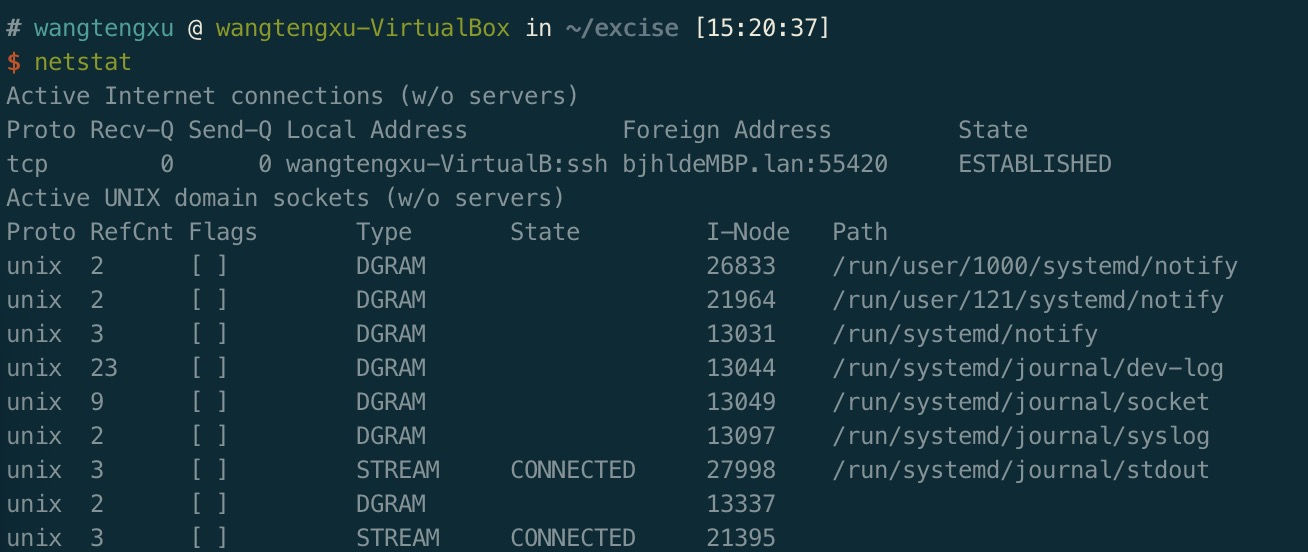 # wangtengxu @ wangtengxu-VirtualBox in ~/excise [15:20:37]
$ netstat
Active Internet connections (w/o servers)
Proto Recv-Q Send-Q Local Address           Foreign Address         State
tcp        0      0 wangtengxu-VirtualB:ssh bjhldeMBP.lan:55420     ESTABLISHED
Active UNIX domain sockets (w/o servers)
Proto RefCnt Flags       Type       State         I-Node   Path
unix  2      [ ]         DGRAM                    26833    /run/user/1000/systemd/notify
unix  2      [ ]         DGRAM                    21964    /run/user/121/systemd/notify
unix  3      [ ]         DGRAM                    13031    /run/systemd/notify
unix  23     [ ]         DGRAM                    13044    /run/systemd/journal/dev-log
unix  9      [ ]         DGRAM                    13049    /run/systemd/journal/socket
unix  2      [ ]         DGRAM                    13097    /run/systemd/journal/syslog
unix  3      [ ]         STREAM     CONNECTED     27998    /run/systemd/journal/stdout
unix  2      [ ]         DGRAM                    13337
unix  3      [ ]         STREAM     CONNECTED     21395